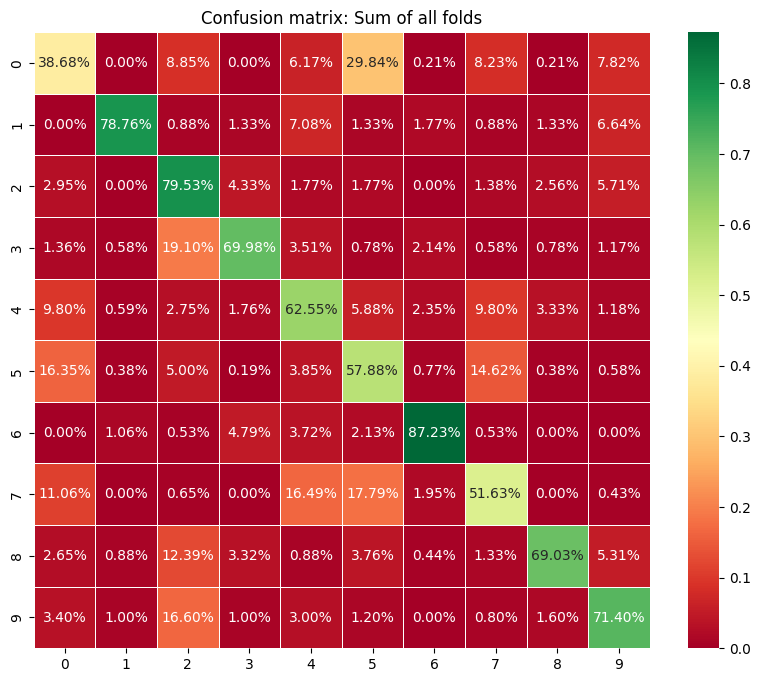 Confusion matrix: Sum of all folds
0 38.68% 0.00% 8.85% 0.00% 6.17% 29.84% 0.21% 8.23% 0.21% 7.82%
1 0.00% 78.76% 0.88% 1.33% 7.08% 1.33% 1.77% 0.88% 1.33% 6.64%
2 2.95% 0.00% 79.53% 4.33% 1.77% 1.77% 0.00% 1.38% 2.56% 5.71%
3 1.36% 0.58% 19.10% 69.98% 3.51% 0.78% 2.14% 0.58% 0.78% 1.17%
4 9.80% 0.59% 2.75% 1.76% 62.55% 5.88% 2.35% 9.80% 3.33% 1.18%
5 16.35% 0.38% 5.00% 0.19% 3.85% 57.88% 0.77% 14.62% 0.38% 0.58%
6 0.00% 1.06% 0.53% 4.79% 3.72% 2.13% 87.23% 0.53% 0.00% 0.00%
7 11.06% 0.00% 0.65% 0.00% 16.49% 17.79% 1.95% 51.63% 0.00% 0.43%
8 2.65% 0.88% 12.39% 3.32% 0.88% 3.76% 0.44% 1.33% 69.03% 5.31%
9 3.40% 1.00% 16.60% 1.00% 3.00% 1.20% 0.00% 0.80% 1.60% 71.40%
0 1 2 3 4 5 6 7 8 9
0.8
0.7
0.6
0.5
0.4
0.3
0.2
0.1
0.0